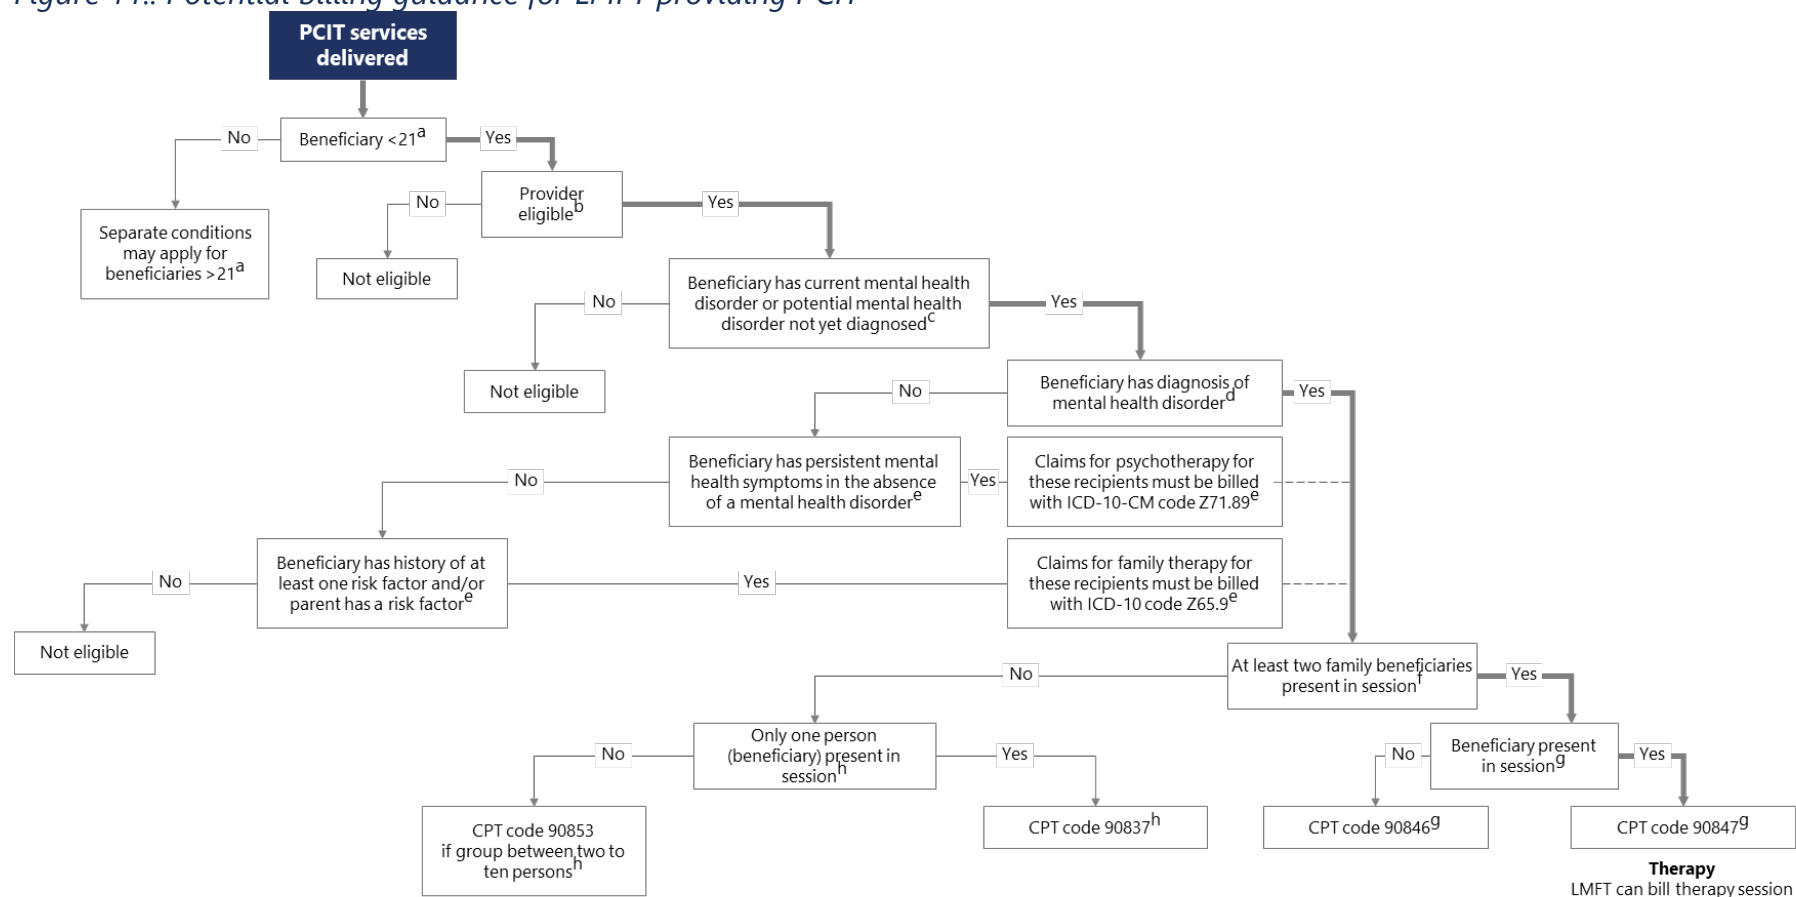 PCIT services
delivered
No
Beneficiary <21a
Yes
Provider
eligibleb
No
Yes
Separate conditions
may apply for
beneficiaries >21a
Not eligible
Beneficiary has current mental health
disorder or potential mental health
disorder not yet diagnosedc
No
Yes
Not eligible
Beneficiary has diagnosis of
mental health disorderd
No
Yes
Beneficiary has persistent mental
health symptoms in the absence
of a mental health disordere
No
Yes
Claims for psychotherapy for
these recipients must be billed
with ICD-10-CM code Z71.89e
Beneficiary has history of at
least one risk factor and/or
parent has a risk factore
No
Yes
Claims for family therapy for
these recipients must be billed
with ICD-10 code Z65.9e
Not eligible
At least two family beneficiaries
present in sessionf
No
Yes
Only one person
(beneficiary) present in
sessionh
No
Yes
Beneficiary present
in sessiong
No
Yes
CPT code 90853
if group between two to
ten personsh
CPT code 90837h
CPT code 90846g
CPT code 90847g
Therapy
LMFT can bill therapy session